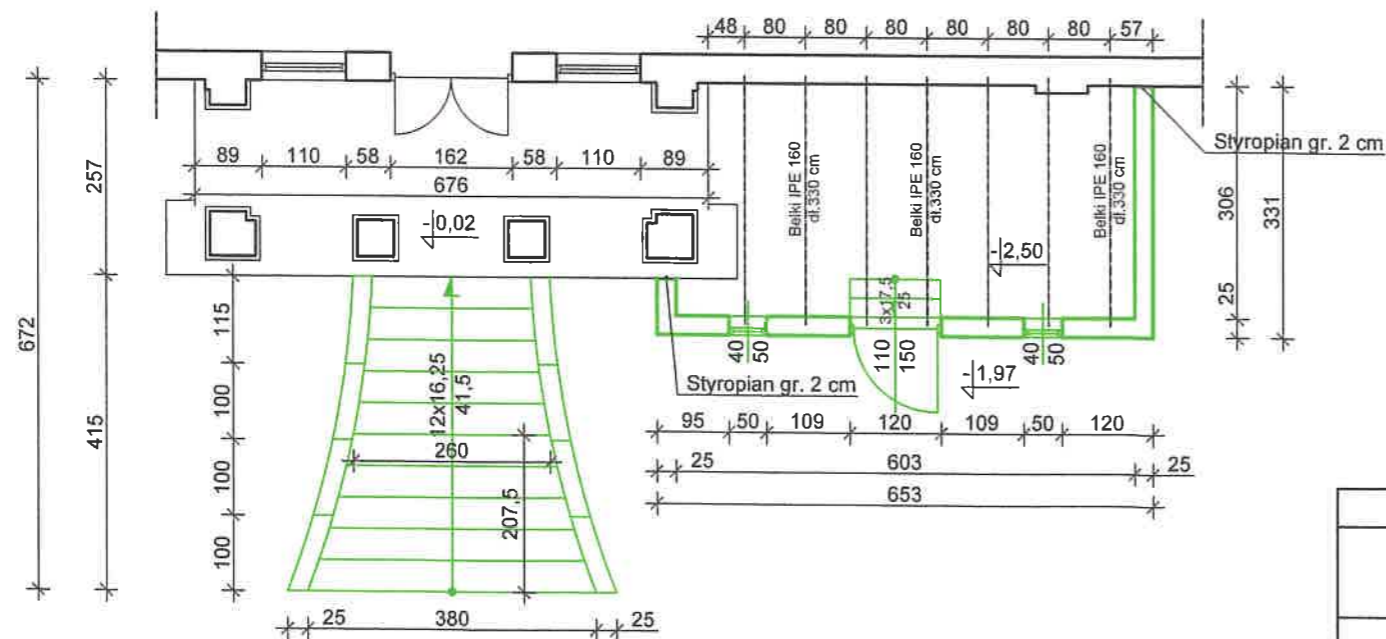 48 80 80 80 80 80 80 57
89 110 58 162 58 110 89
676
-0,02
672
257
415
115
100
100
100
12x16,25
41,5
260
207,5
25 380 25
Belki IPE 160
dł.330 cm
Belki IPE 160
dł.330 cm
Belki IPE 160
dł.330 cm
-2,50
3x17,5
25
Styropian gr. 2 cm
306
331
25
40
50
110
150
40
50
-1,97
Styropian gr. 2 cm
95 50 109 120 109 50 120
25 603 25
653